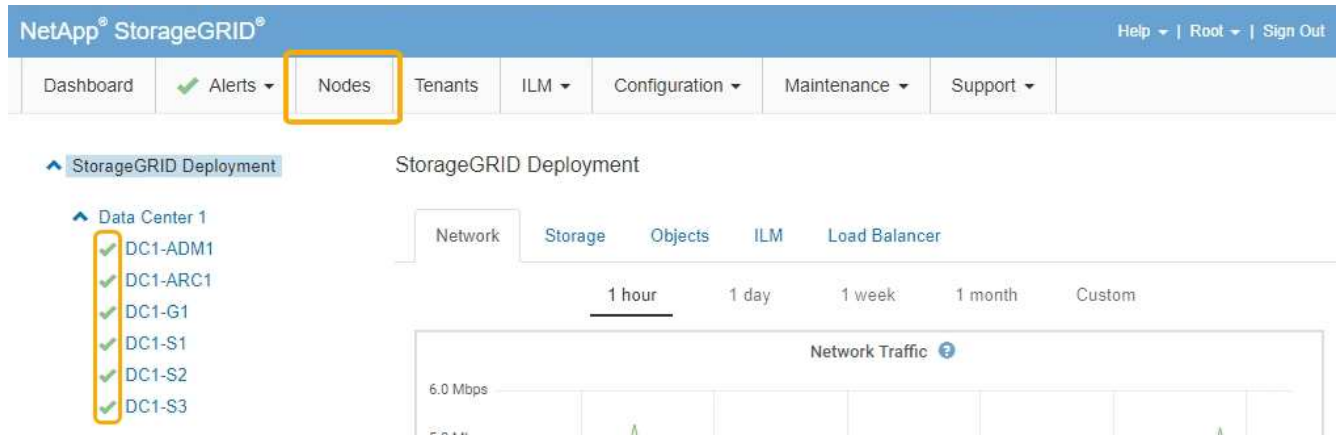 NetApp® StorageGRID®
Help | Root | Sign Out
Dashboard Alerts Nodes Tenants ILM Configuration Maintenance Support
StorageGRID Deployment
StorageGRID Deployment
Data Center 1
DC1-ADM1
DC1-ARC1
DC1-G1
DC1-S1
DC1-S2
DC1-S3
Network Storage Objects ILM Load Balancer
1 hour 1 day 1 week 1 month Custom
Network Traffic
6.0 Mbps